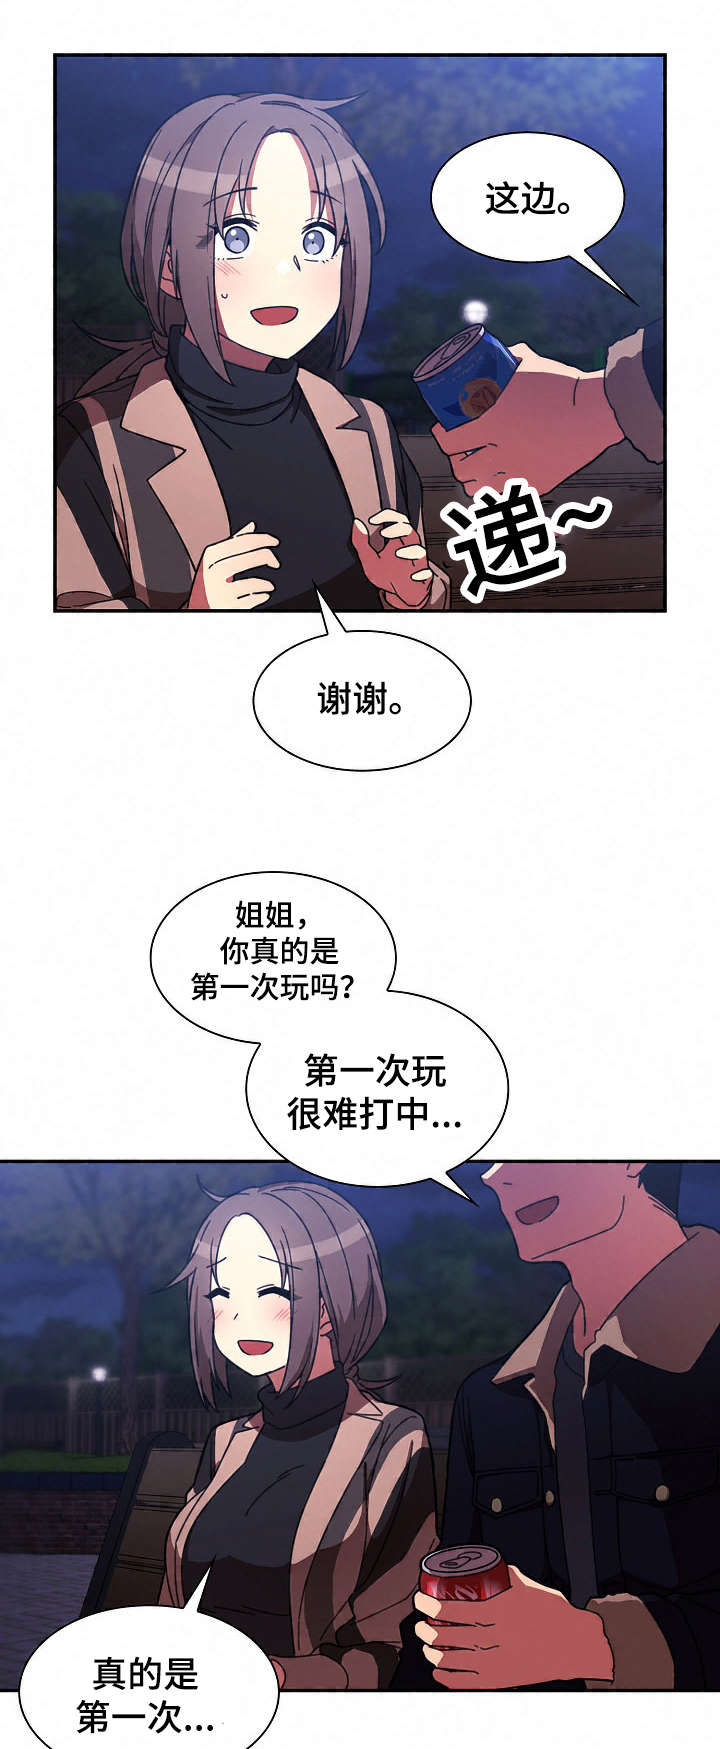 这边。
递~
谢谢。
姐姐，
你真的是
第一次玩吗？
第一次玩
很难打中...
真的是
第一次...